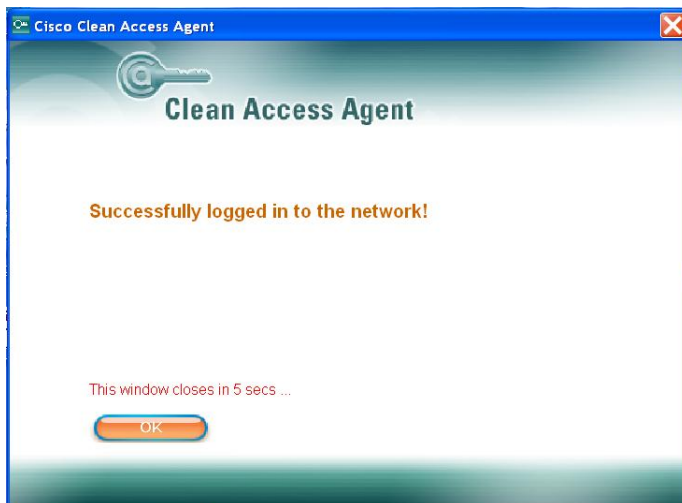 Cisco Clean Access Agent
Clean Access Agent
Successfully logged in to the network!
This window closes in 5 secs ...
OK